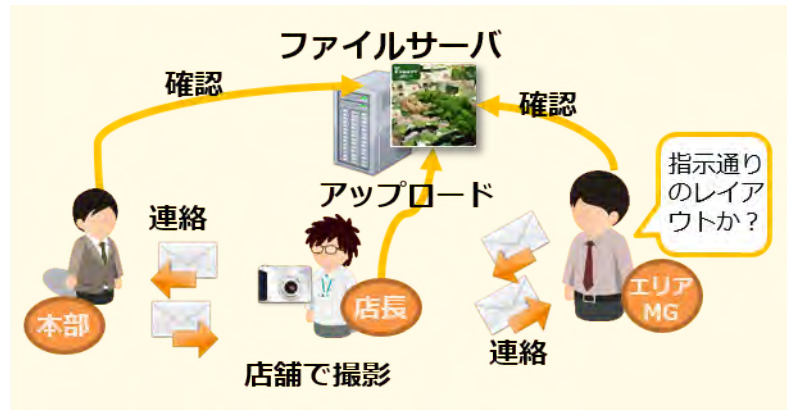 ファイルサーバ
確認
確認
アップロード
指示通り
のレイア
ウトか？
連絡
本部
店長
エリア
MG
連絡
店舗で撮影